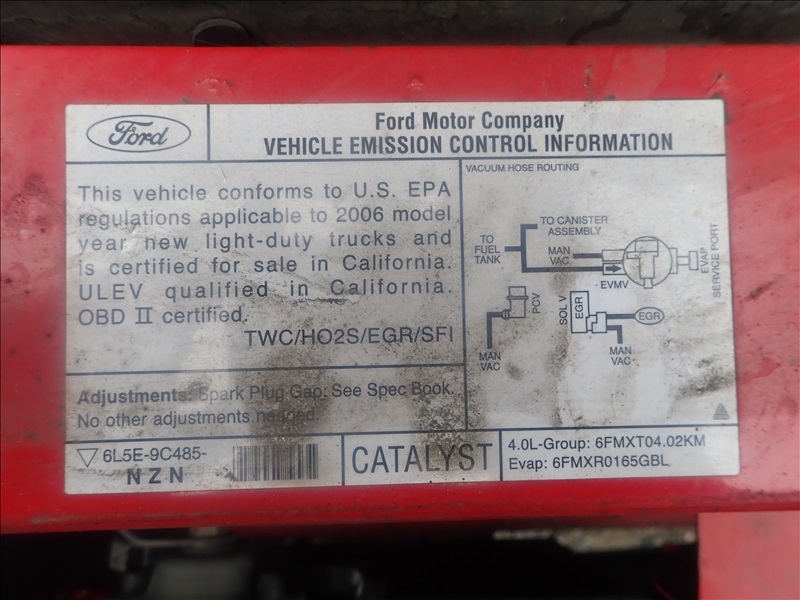 Ford
Ford Motor Company
VEHICLE EMISSION CONTROL INFORMATION
This vehicle conforms to U.S. EPA
regulations applicable to 2006 model
year new light-duty trucks and
is certified for sale in California.
ULEV qualified in California.
OBD II certified.
TWC/HO2S/EGR/SFI
Adjustments: Spark Plug Gap: See Spec Book.
No other adjustments needed.
VACUUM HOSE ROUTING
TO CANISTER
ASSEMBLY
TO
FUEL
TANK
MAN
VAC
EVMV
EVAP
SERVICE PORT
PCV
MAN
VAC
SOL V
EGR
EGR
MAN
VAC
6L5E-9C485-
NZN
CATALYST
4.0L-Group: 6FMXT04.02KM
Evap: 6FMXR0165GBL